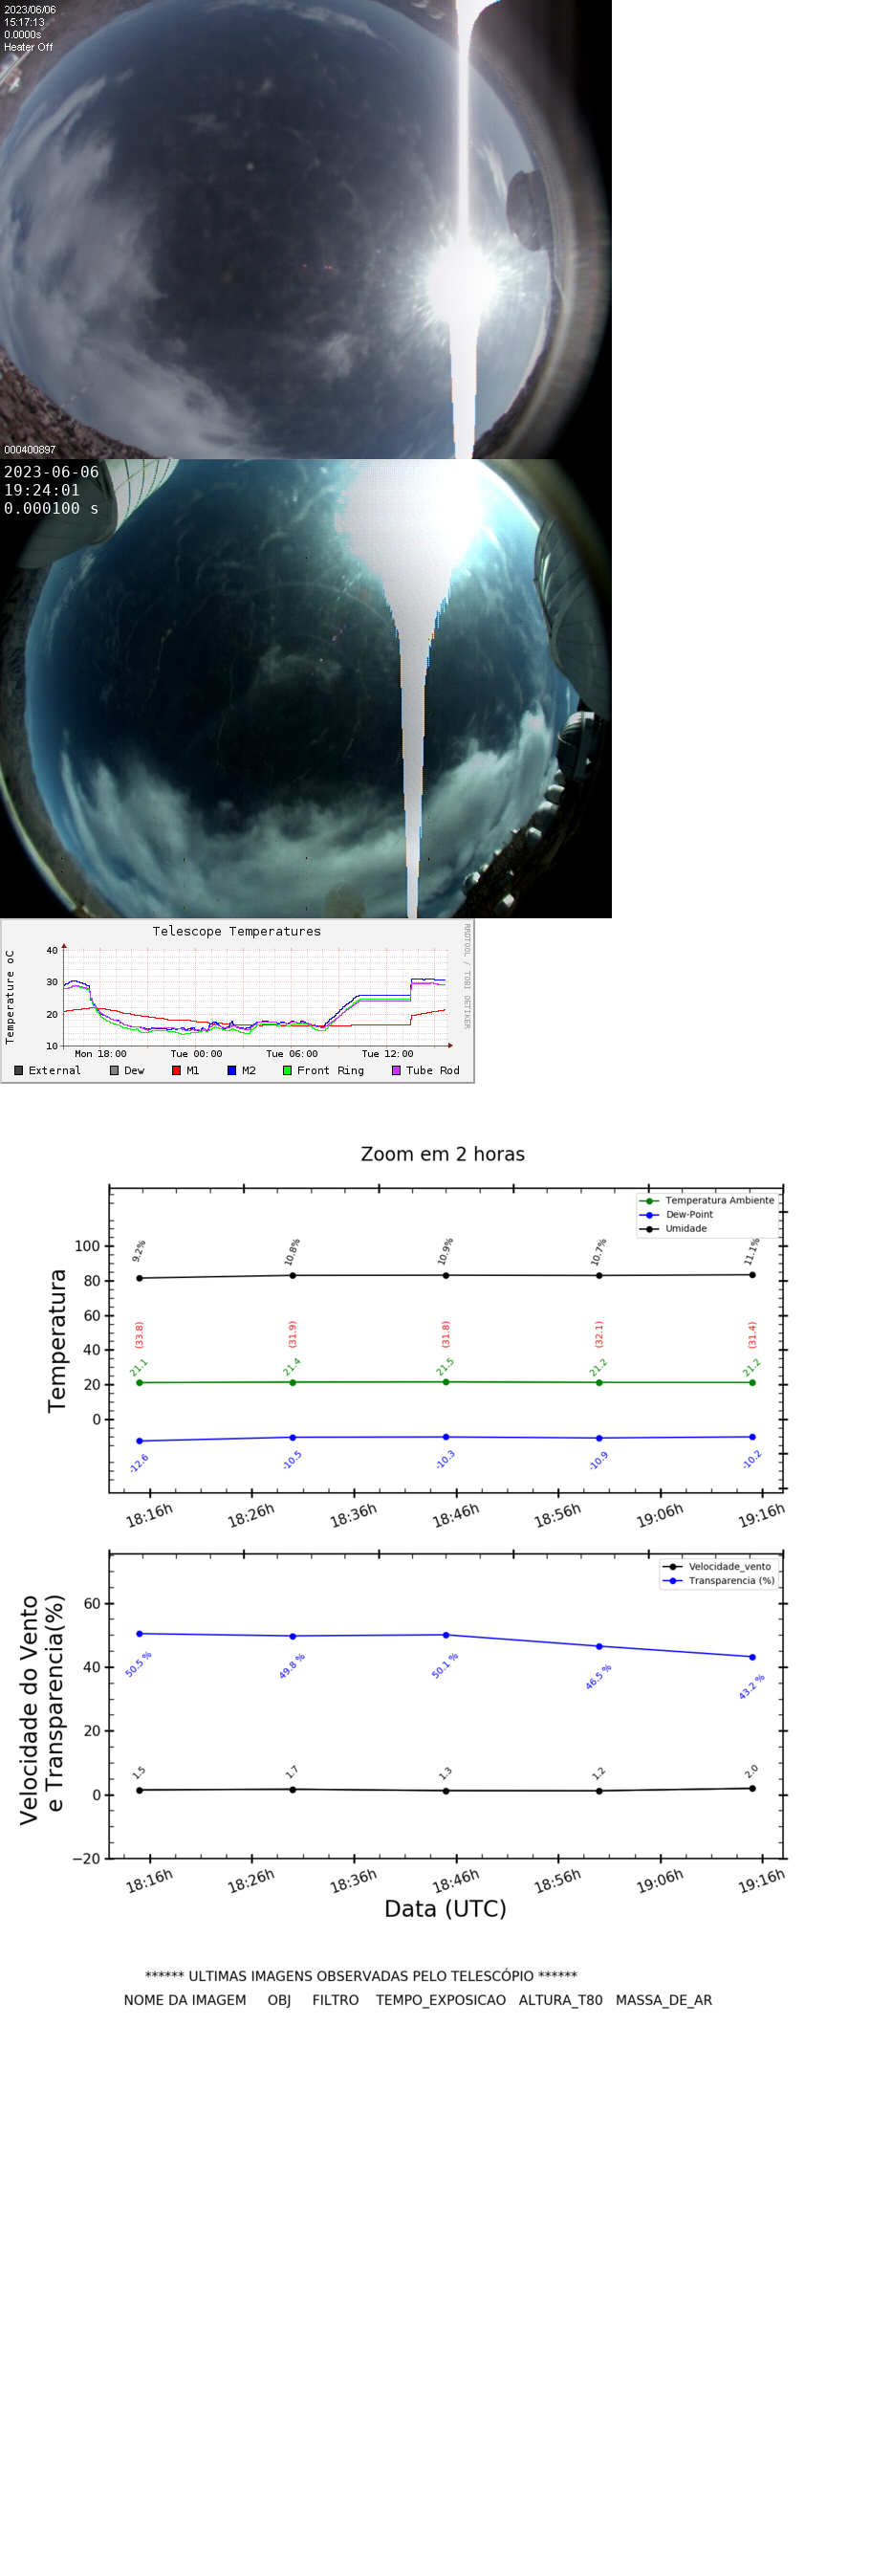 2023/06/06
15:17:13
0.0000s
Heater Off
000400897
2023-06-06
19:24:01
0.000100 s
Telescope Temperatures
RRDTOOL / TOBI OETIKER
Temperature oC
40
30
20
10
Mon 18:00 Tue 00:00 Tue 06:00 Tue 12:00
External Dew M1 M2 Front Ring Tube Rod
Zoom em 2 horas
Temperatura Ambiente
Dew-Point
Umidade
Temperatura
100
80
60
40
20
0
9.2% 10.8% 10.9% 10.7% 11.1%
(33.8) (31.9) (31.8) (32.1) (31.4)
21.1 21.4 21.5 21.2 21.2
-12.6 -10.5 -10.3 -10.9 -10.2
18:16h 18:26h 18:36h 18:46h 18:56h 19:06h 19:16h
Velocidade_vento
Transparencia (%)
Velocidade do Vento
e Transparencia(%)
60
40
20
0
−20
50.5 % 49.8 % 50.1 % 46.5 % 43.2 %
1.5 1.7 1.3 1.2 2.0
18:16h 18:26h 18:36h 18:46h 18:56h 19:06h 19:16h
Data (UTC)
****** ULTIMAS IMAGENS OBSERVADAS PELO TELESCÓPIO ******
NOME DA IMAGEM OBJ FILTRO TEMPO_EXPOSICAO ALTURA_T80 MASSA_DE_AR